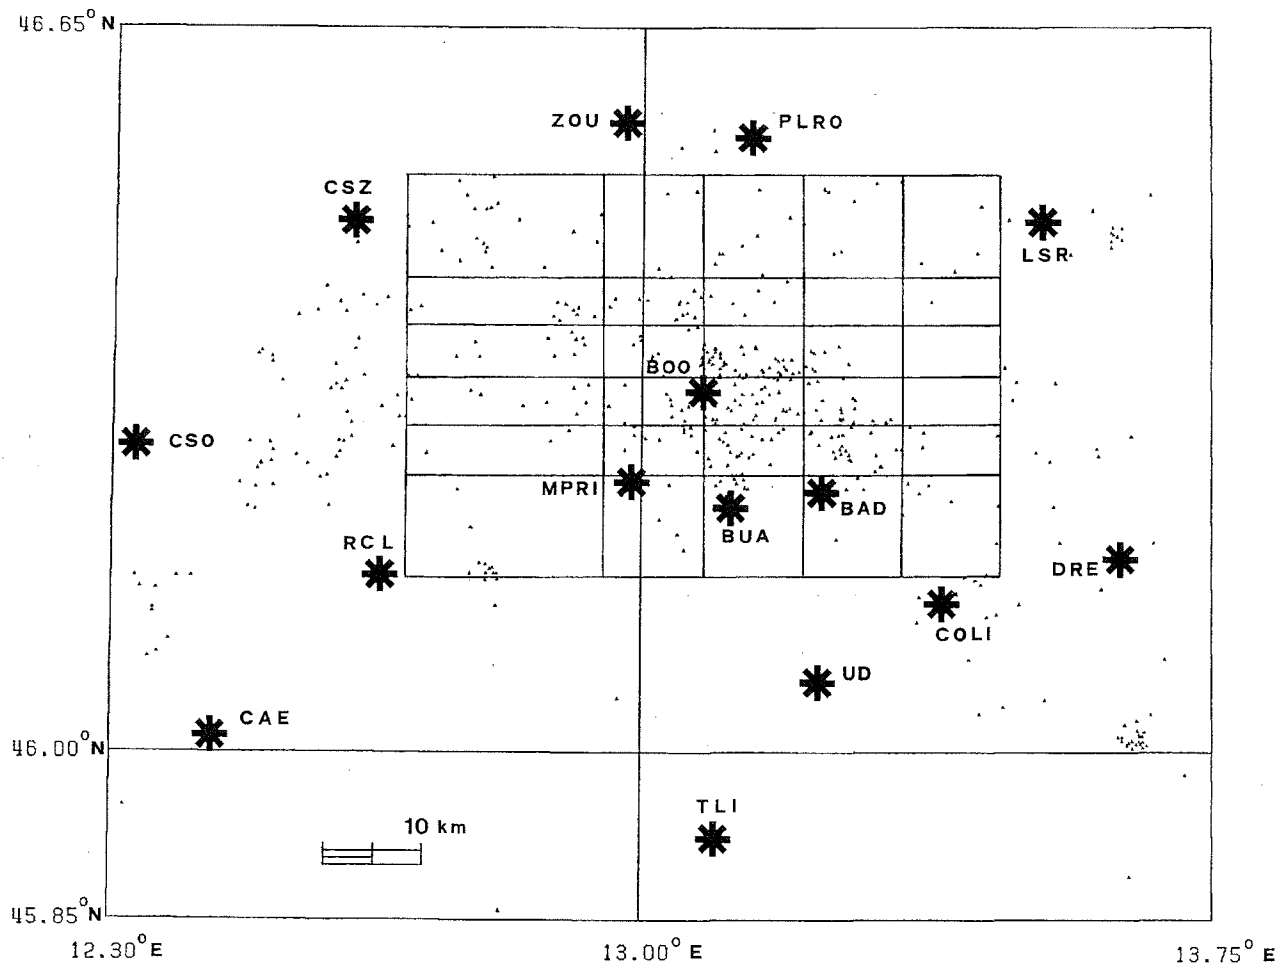 46.65° N
ZOU
PLRO
CSZ
LSR
BOO
CSO
MPRI
BAD
BUA
RCL
DRE
COLI
UD
CAE
46.00° N
TLI
10 km
45.85° N
12.30° E
13.00° E
13.75° E